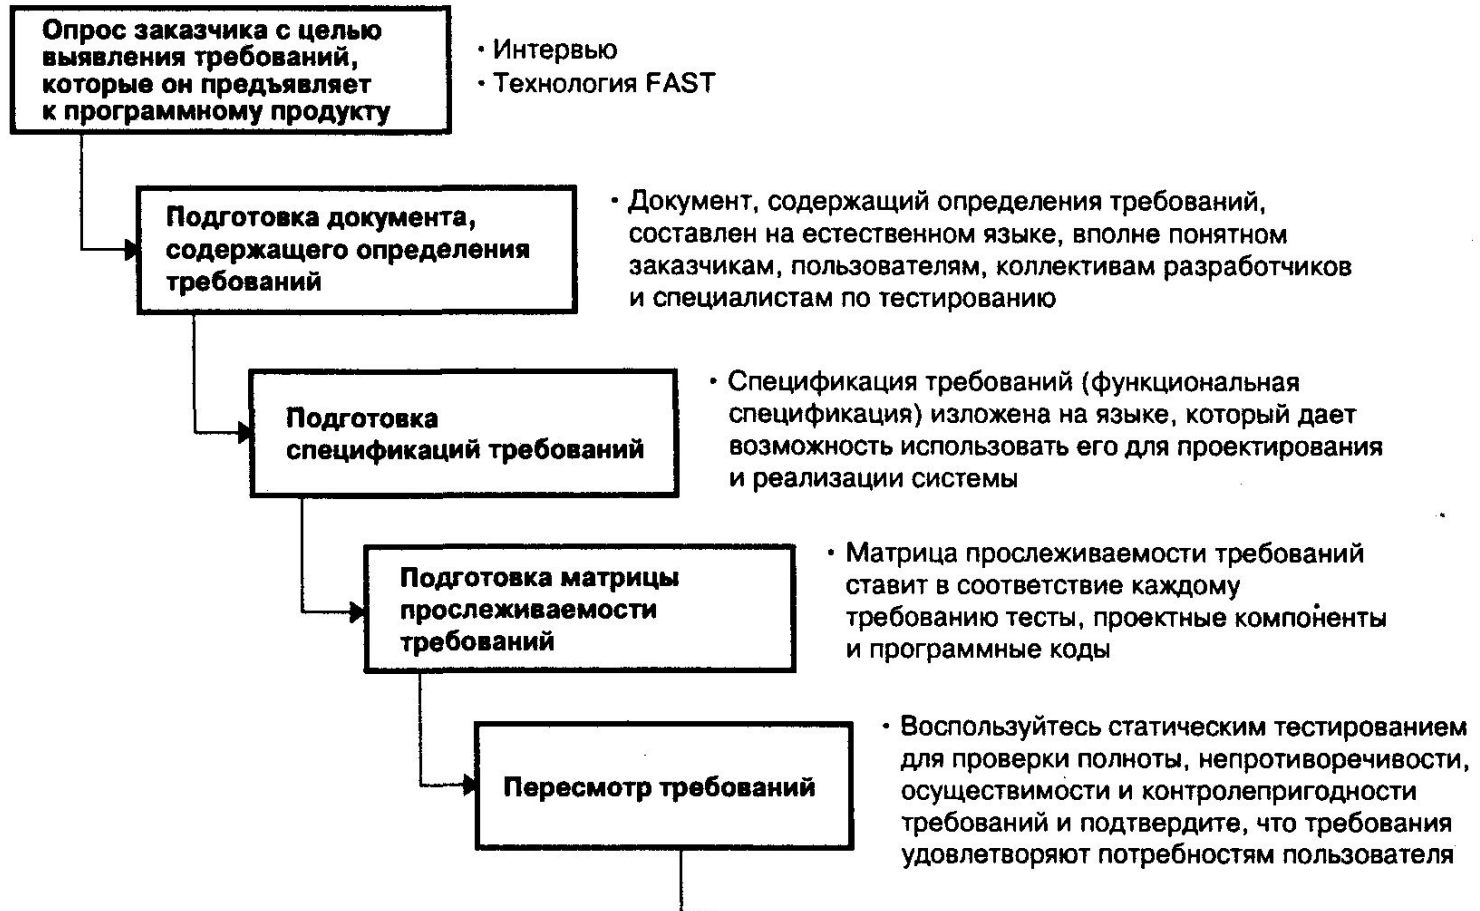 Опрос заказчика с целью
выявления требований,
которые он предъявляет
к программному продукту
· Интервью
· Технология FAST
Подготовка документа,
содержащего определения
требований
· Документ, содержащий определения требований,
составлен на естественном языке, вполне понятном
заказчикам, пользователям, коллективам разработчиков
и специалистам по тестированию
Подготовка
спецификаций требований
· Спецификация требований (функциональная
спецификация) изложена на языке, который дает
возможность использовать его для проектирования
и реализации системы
Подготовка матрицы
прослеживаемости
требований
· Матрица прослеживаемости требований
ставит в соответствие каждому
требованию тесты, проектные компоненты
и программные коды
Пересмотр требований
· Воспользуйтесь статическим тестированием
для проверки полноты, непротиворечивости,
осуществимости и контролепригодности
требований и подтвердите, что требования
удовлетворяют потребностям пользователя